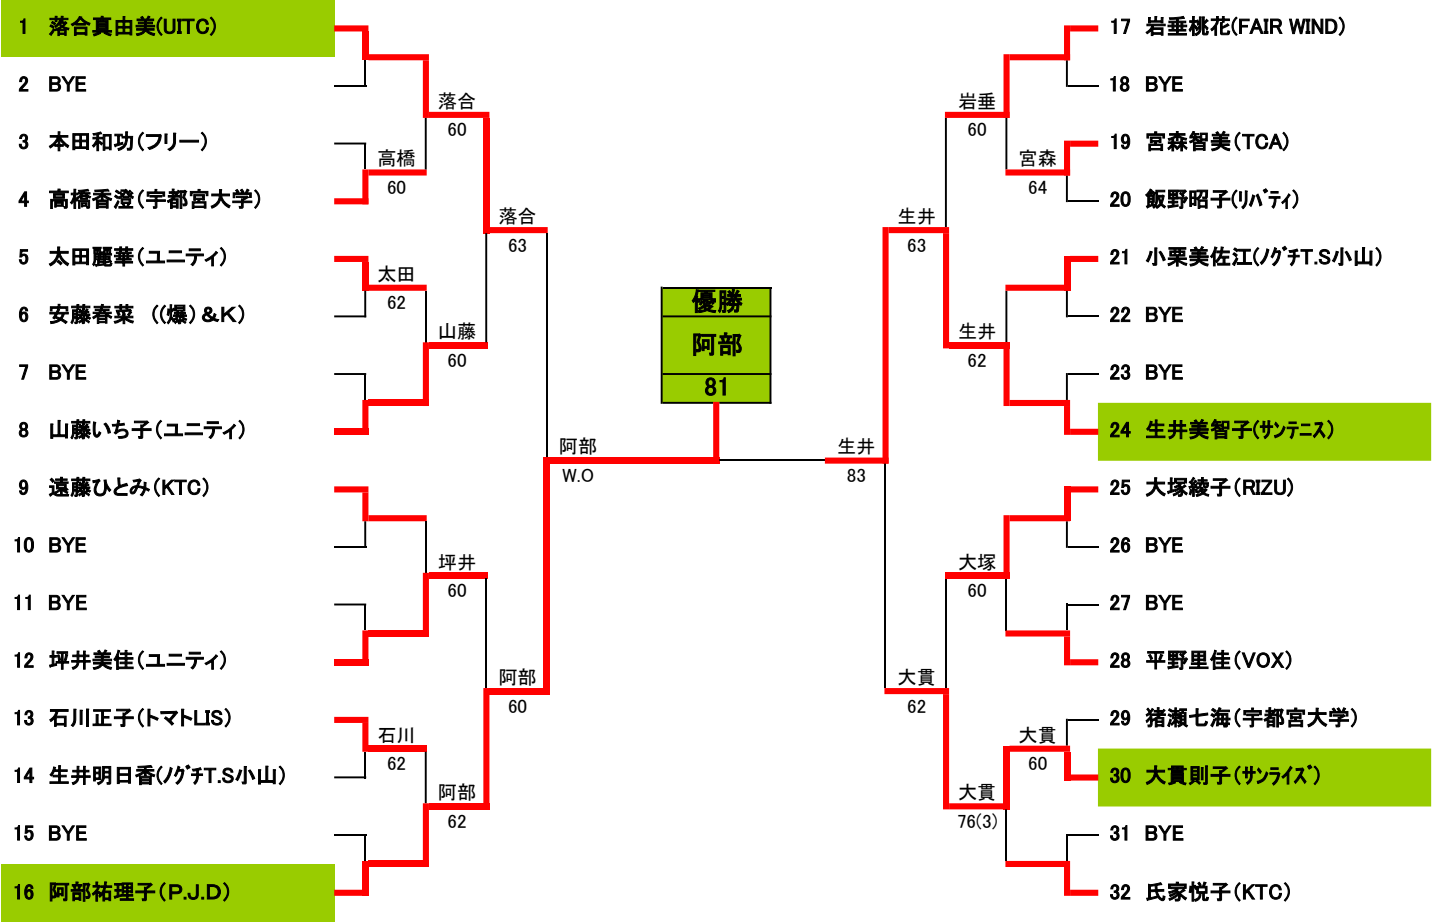 1 落合真由美(UITC)
2 BYE
3 本田和功(フリー)
4 高橋香澄(宇都宮大学)
5 太田麗華(ユニティ)
6 安藤春菜 ((爆)&K)
7 BYE
8 山藤いち子(ユニティ)
9 遠藤ひとみ(KTC)
10 BYE
11 BYE
12 坪井美佳(ユニティ)
13 石川正子(トマトLIS)
14 生井明日香(ﾉｸﾞﾁT.S小山)
15 BYE
16 阿部祐理子(P.J.D)
高橋
60
太田
62
石川
62
落合
60
山藤
60
坪井
60
阿部
62
落合
63
阿部
60
阿部
W.O
優勝
阿部
81
生井
83
生井
63
大貫
62
岩垂
60
生井
62
大塚
60
大貫
76(3)
宮森
64
大貫
60
17 岩垂桃花(FAIR WIND)
18 BYE
19 宮森智美(TCA)
20 飯野昭子(ﾘﾊﾞﾃｨ)
21 小栗美佐江(ﾉｸﾞﾁT.S小山)
22 BYE
23 BYE
24 生井美智子(ｻﾝﾃﾆｽ)
25 大塚綾子(RIZU)
26 BYE
27 BYE
28 平野里佳(VOX)
29 猪瀬七海(宇都宮大学)
30 大貫則子(ｻﾝﾗｲｽﾞ)
31 BYE
32 氏家悦子(KTC)